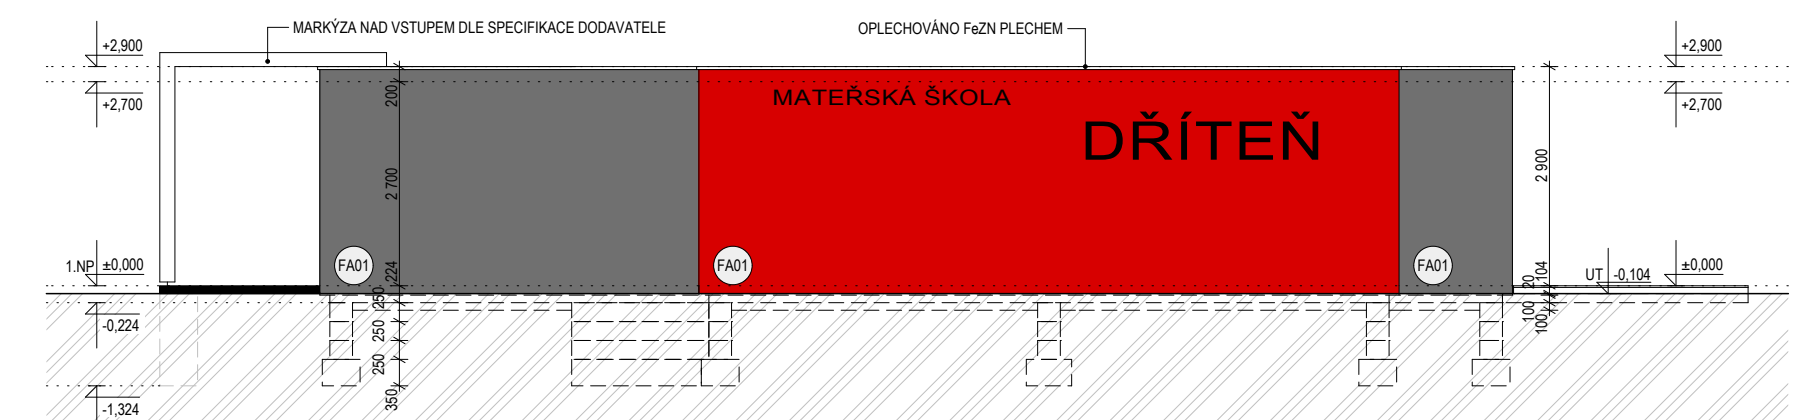 MARKÝZA NAD VSTUPEM DLE SPECIFIKACE DODAVATELE
OPLECHOVÁNO FeZN PLECHEM
+2,900
+2,900
+2,700
+2,700
200
MATEŘSKÁ ŠKOLA
DŘÍTEŇ
2 700
2 900
1.NP ±0,000
FA01
224
FA01
FA01
20
104
UT -0,104
±0,000
-0,224
250
250
250
350
100
100
-1,324